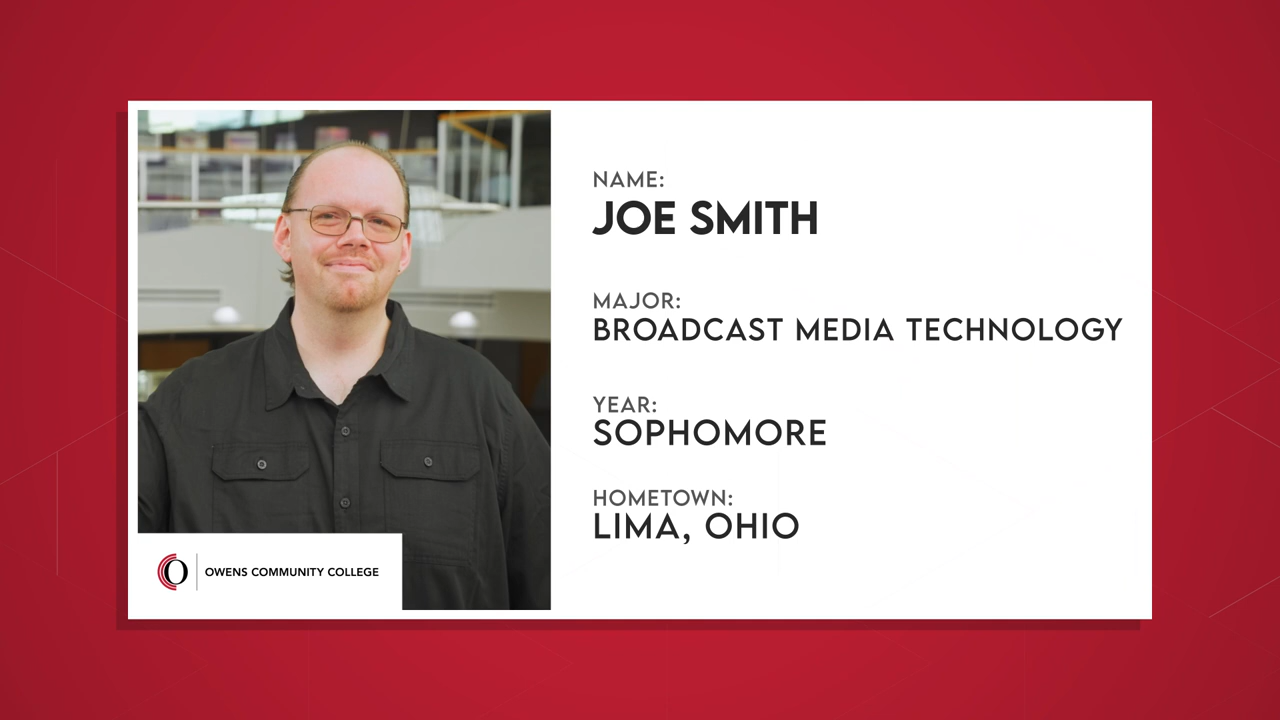 NAME:
JOE SMITH
MAJOR:
BROADCAST MEDIA TECHNOLOGY
YEAR:
SOPHOMORE
HOMETOWN:
LIMA, OHIO
OWENS COMMUNITY COLLEGE